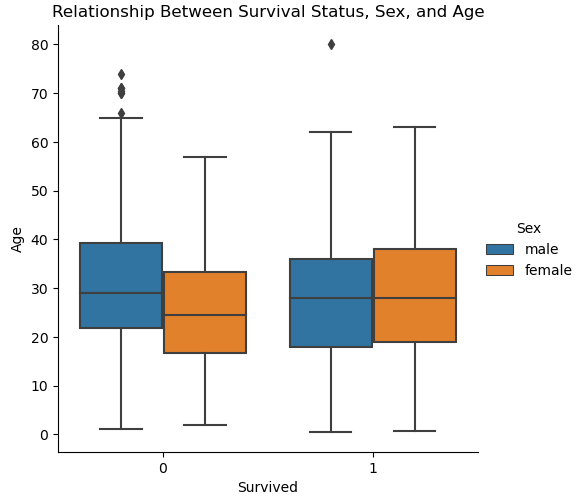 Relationship Between Survival Status, Sex, and Age
80
70
60
50
40
30
20
10
0
Age
0 1
Survived
Sex
male
female